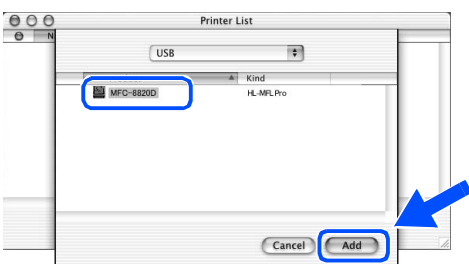 Printer List
N
USB
Kind
MFC-8820D HL-MFLPro
Cancel Add